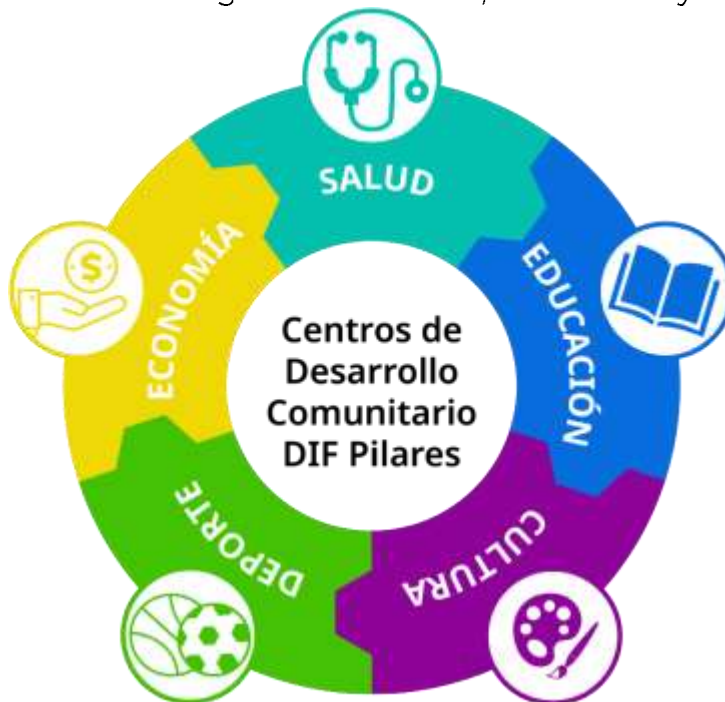 SALUD
EDUCACIÓN
CULTURA
DEPORTE
ECONOMÍA
$
Centros de
Desarrollo
Comunitario
DIF Pilares